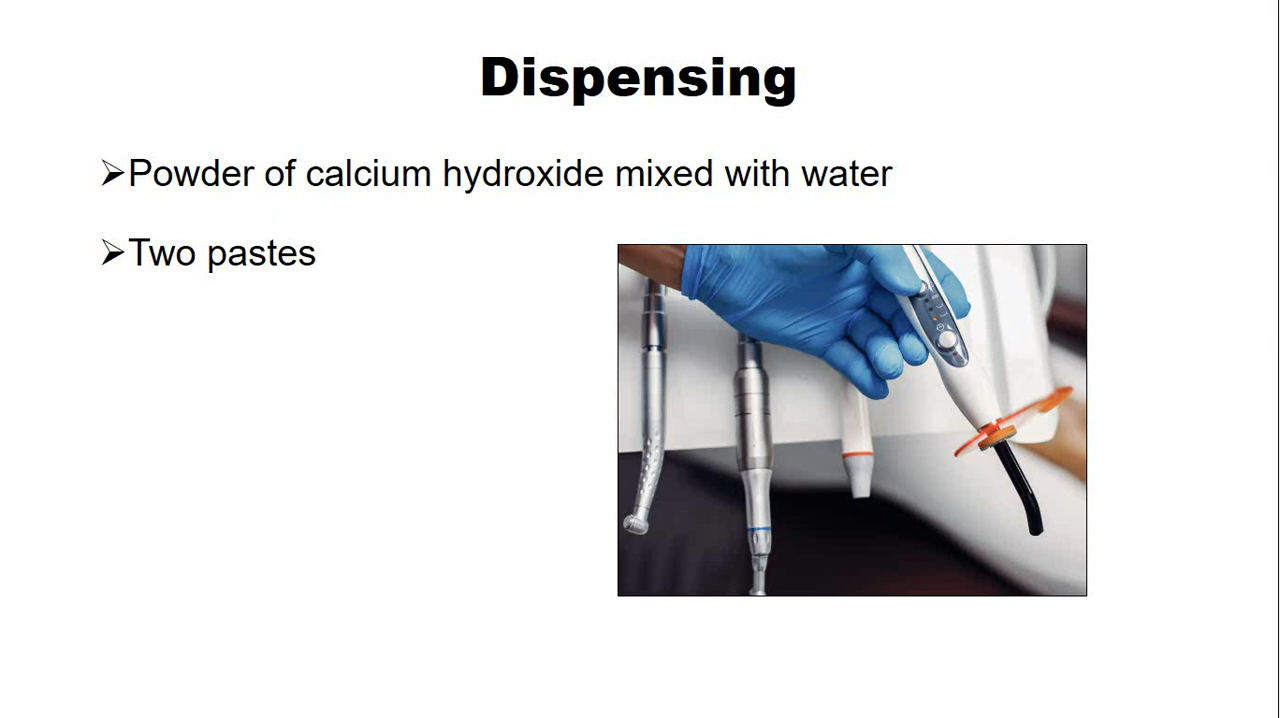 Dispensing
➢Powder of calcium hydroxide mixed with water
➢Two pastes